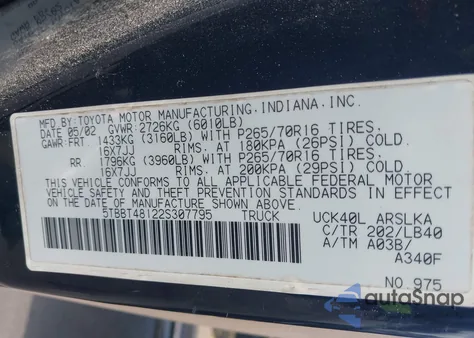 MFD.BY:TOYOTA MOTOR MANUFACTURING.INDIANA.INC.
DATE 05/02 GVWR: 2726KG (6010LB)
GAWR:FRT 1433KG (3160LB) WITH P265/70R16 TIRES.
16X7JJ RIMS. AT 180KPA (26PSI) COLD.
RR 1796KG (3960LB) WITH P265/70R16 TIRES.
16X7JJ RIMS. AT 200KPA (29PSI) COLD.
THIS VEHICLE CONFORMS TO ALL APPLICABLE FEDERAL MOTOR
VEHICLE SAFETY AND THEFT PREVENTION STANDARDS IN
EFFECT ON THE DATE OF MANUFACTURE SHOWN ABOVE.
5TBBT48122S307795 TRUCK UCK40L ARSLKA
C/TR 202/LB40
A/TM A03B/
A340F
NO.975
autoSnap